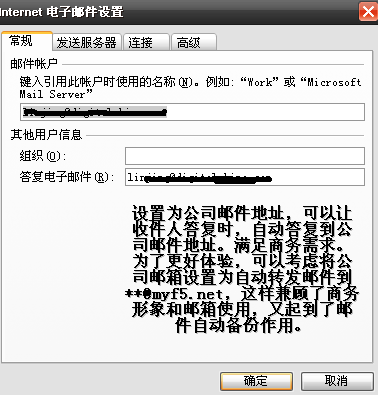 Internet 电子邮件设置
常规 发送服务器 连接 高级
邮件帐户
键入引用此帐户时使用的名称(N)。例如:“Work”或“Microsoft
Mail Server”
其他用户信息
组织(O):
答复电子邮件(R):
设置为公司邮件地址，可以让
收件人答复时，自动答复到公
司邮件地址。满足商务需求。
为了更好体验，可以考虑将公
司邮箱设置为自动转发邮件到
**@myf5.net，这样兼顾了商务
形象和邮箱使用，又起到了邮
件自动备份作用。
确定 取消